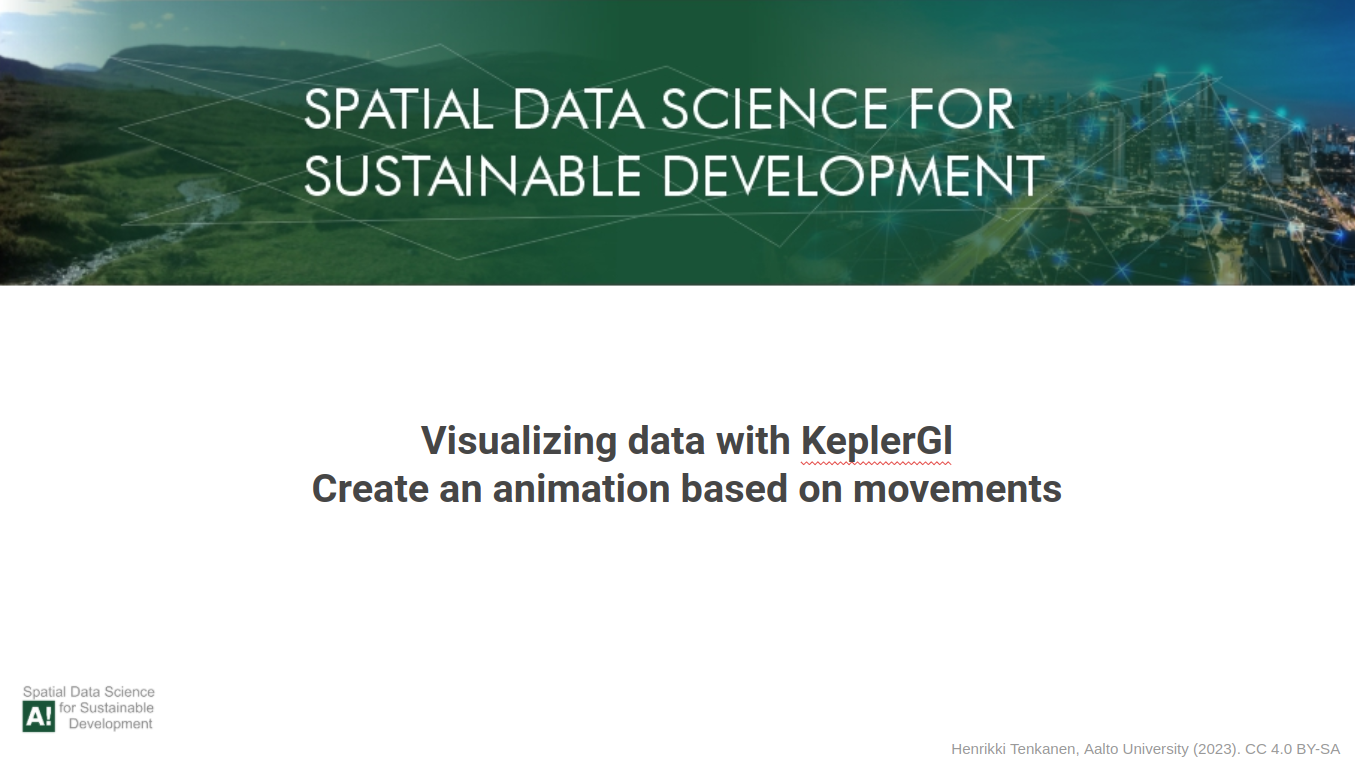 SPATIAL DATA SCIENCE FOR
SUSTAINABLE DEVELOPMENT
Visualizing data with KeplerGl
Create an animation based on movements
Spatial Data Science
A! for Sustainable
Development
Henrikki Tenkanen, Aalto University (2023). CC 4.0 BY-SA